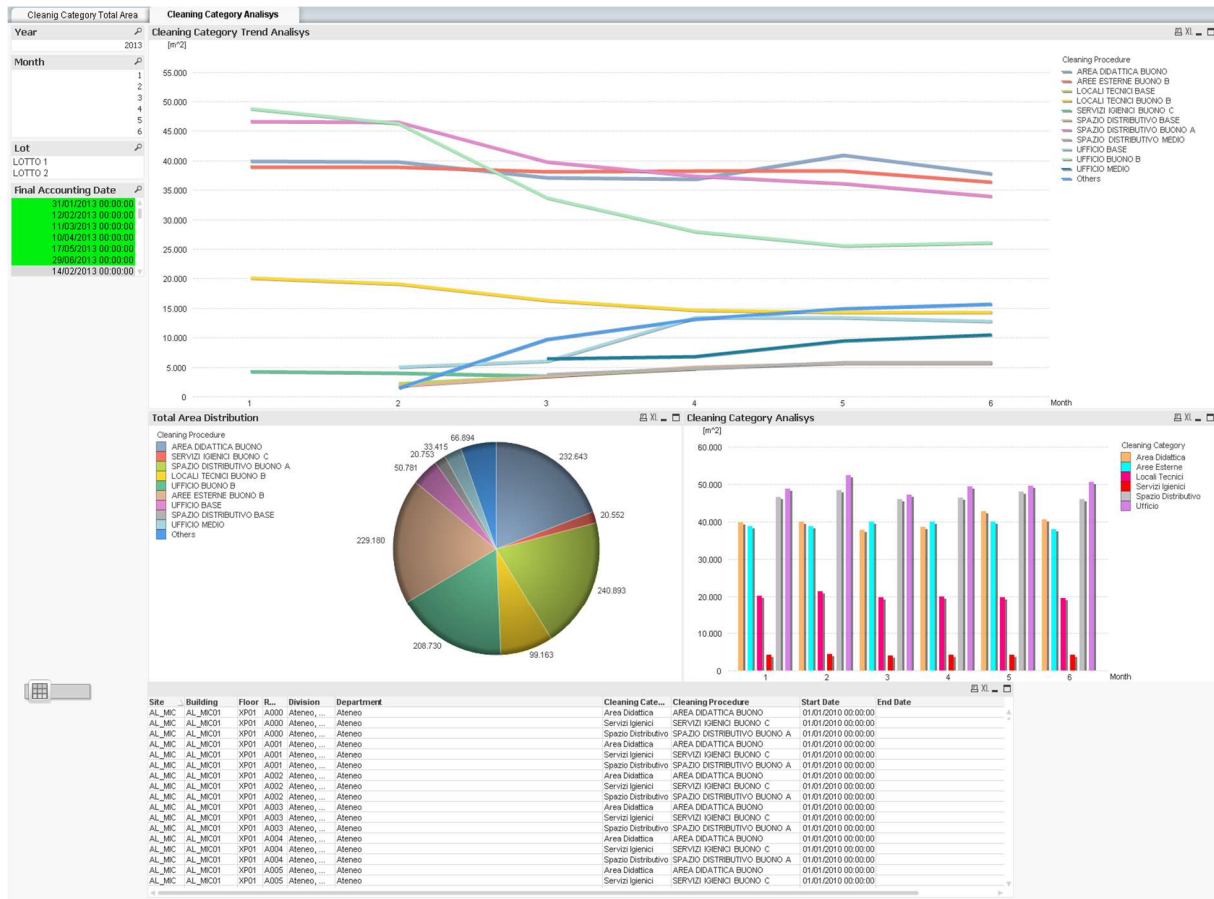 Cleanig Category Total Area
Cleaning Category Analisys
Year
2013
Month
1
2
3
4
5
6
Lot
LOTTO 1
LOTTO 2
Final Accounting Date
31/01/2013 00:00:00
12/02/2013 00:00:00
11/03/2013 00:00:00
10/04/2013 00:00:00
17/05/2013 00:00:00
29/06/2013 00:00:00
14/02/2013 00:00:00
Cleaning Category Trend Analisys
XL
[m^2]
55.000
50.000
45.000
40.000
35.000
30.000
25.000
20.000
15.000
10.000
5.000
0
1 2 3 4 5 6 Month
Cleaning Procedure
AREA DIDATTICA BUONO
AREE ESTERNE BUONO B
LOCALI TECNICI BASE
LOCALI TECNICI BUONO B
SERVIZI IGIENICI BUONO C
SPAZIO DISTRIBUTIVO BASE
SPAZIO DISTRIBUTIVO BUONO A
SPAZIO DISTRIBUTIVO MEDIO
UFFICIO BASE
UFFICIO BUONO B
UFFICIO MEDIO
Others
Total Area Distribution
XL
Cleaning Procedure
AREA DIDATTICA BUONO
SERVIZI IGIENICI BUONO C
SPAZIO DISTRIBUTIVO BUONO A
LOCALI TECNICI BUONO B
UFFICIO BUONO B
AREE ESTERNE BUONO B
UFFICIO BASE
SPAZIO DISTRIBUTIVO BASE
UFFICIO MEDIO
Others
66.894
33.415
20.753
50.781
229.180
208.730
99.163
240.893
20.552
232.643
Cleaning Category Analisys
XL
[m^2]
60.000
50.000
40.000
30.000
20.000
10.000
0
1 2 3 4 5 6 Month
Cleaning Category
Area Didattica
Aree Esterne
Locali Tecnici
Servizi Igienici
Spazio Distributivo
Ufficio
XL
Site Building Floor R... Division Department Cleaning Cate... Cleaning Procedure Start Date End Date
AL_MIC AL_MIC01 XP01 A000 Ateneo, ... Ateneo Area Didattica AREA DIDATTICA BUONO 01/01/2010 00:00:00
AL_MIC AL_MIC01 XP01 A000 Ateneo, ... Ateneo Servizi Igienici SERVIZI IGIENICI BUONO C 01/01/2010 00:00:00
AL_MIC AL_MIC01 XP01 A000 Ateneo, ... Ateneo Spazio Distributivo SPAZIO DISTRIBUTIVO BUONO A 01/01/2010 00:00:00
AL_MIC AL_MIC01 XP01 A001 Ateneo, ... Ateneo Area Didattica AREA DIDATTICA BUONO 01/01/2010 00:00:00
AL_MIC AL_MIC01 XP01 A001 Ateneo, ... Ateneo Servizi Igienici SERVIZI IGIENICI BUONO C 01/01/2010 00:00:00
AL_MIC AL_MIC01 XP01 A001 Ateneo, ... Ateneo Spazio Distributivo SPAZIO DISTRIBUTIVO BUONO A 01/01/2010 00:00:00
AL_MIC AL_MIC01 XP01 A002 Ateneo, ... Ateneo Area Didattica AREA DIDATTICA BUONO 01/01/2010 00:00:00
AL_MIC AL_MIC01 XP01 A002 Ateneo, ... Ateneo Servizi Igienici SERVIZI IGIENICI BUONO C 01/01/2010 00:00:00
AL_MIC AL_MIC01 XP01 A002 Ateneo, ... Ateneo Spazio Distributivo SPAZIO DISTRIBUTIVO BUONO A 01/01/2010 00:00:00
AL_MIC AL_MIC01 XP01 A003 Ateneo, ... Ateneo Area Didattica AREA DIDATTICA BUONO 01/01/2010 00:00:00
AL_MIC AL_MIC01 XP01 A003 Ateneo, ... Ateneo Servizi Igienici SERVIZI IGIENICI BUONO C 01/01/2010 00:00:00
AL_MIC AL_MIC01 XP01 A003 Ateneo, ... Ateneo Spazio Distributivo SPAZIO DISTRIBUTIVO BUONO A 01/01/2010 00:00:00
AL_MIC AL_MIC01 XP01 A004 Ateneo, ... Ateneo Area Didattica AREA DIDATTICA BUONO 01/01/2010 00:00:00
AL_MIC AL_MIC01 XP01 A004 Ateneo, ... Ateneo Servizi Igienici SERVIZI IGIENICI BUONO C 01/01/2010 00:00:00
AL_MIC AL_MIC01 XP01 A004 Ateneo, ... Ateneo Spazio Distributivo SPAZIO DISTRIBUTIVO BUONO A 01/01/2010 00:00:00
AL_MIC AL_MIC01 XP01 A005 Ateneo, ... Ateneo Area Didattica AREA DIDATTICA BUONO 01/01/2010 00:00:00
AL_MIC AL_MIC01 XP01 A005 Ateneo, ... Ateneo Servizi Igienici SERVIZI IGIENICI BUONO C 01/01/2010 00:00:00